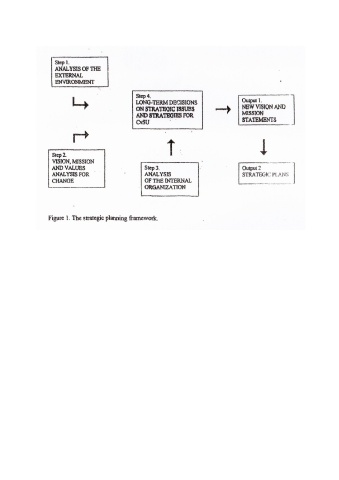 Step 1.
ANALYSIS OF THE
EXTERNAL
ENVIRONMENT
Step 4.
LONG-TERM DECISIONS
ON STRATEGIC ISSUES
AND STRATEGIES FOR
CxSU
Output 1.
NEW VISION AND
MISSION
STATEMENTS
Step 2.
VISION, MISSION
AND VALUES
ANALYSIS FOR
CHANGE
Step 3.
ANALYSIS
OF THE INTERNAL
ORGANIZATION
Output 2
STRATEGIC PLANS
Figure 1. The strategic planning framework.